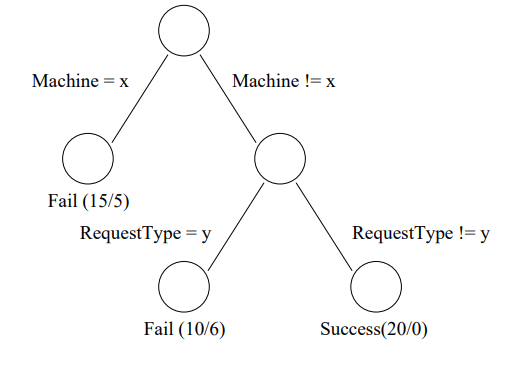 Machine = x
Machine != x
Fail (15/5)
RequestType = y
RequestType != y
Fail (10/6)
Success(20/0)